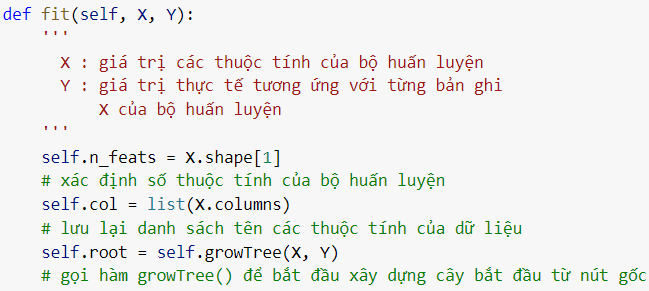 def fit(self, X, Y):
'''
X : giá trị các thuộc tính của bộ huấn luyện
Y : giá trị thực tế tương ứng với từng bản ghi
X của bộ huấn luyện
'''
self.n_feats = X.shape[1]
# xác định số thuộc tính của bộ huấn luyện
self.col = list(X.columns)
# lưu lại danh sách tên các thuộc tính của dữ liệu
self.root = self.growTree(X, Y)
# gọi hàm growTree() để bắt đầu xây dựng cây bắt đầu từ nút gốc